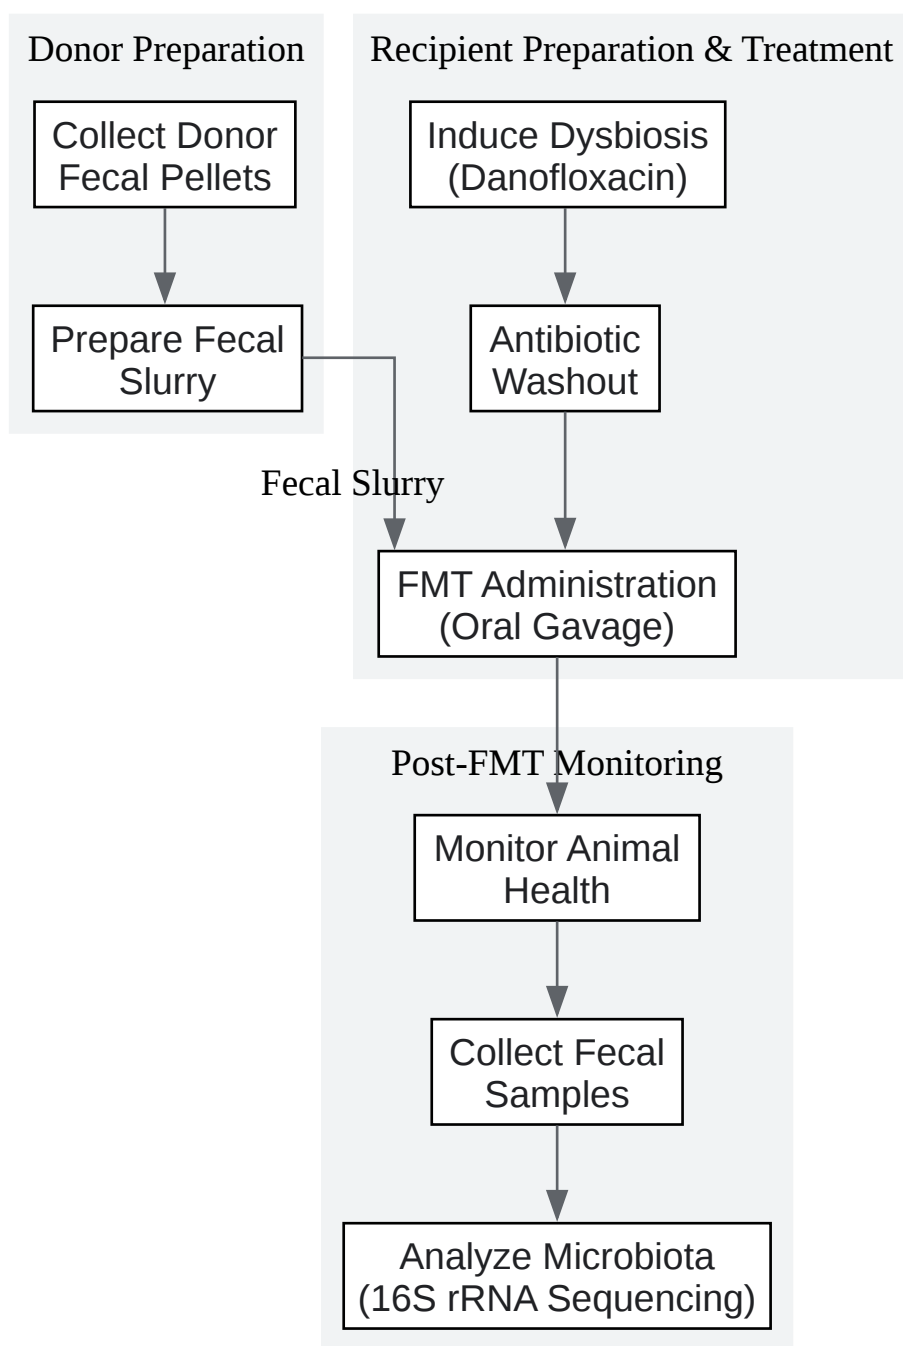 Donor Preparation
Collect Donor
Fecal Pellets
Prepare Fecal
Slurry
Recipient Preparation & Treatment
Induce Dysbiosis
(Danofloxacin)
Antibiotic
Washout
Fecal Slurry
FMT Administration
(Oral Gavage)
Post-FMT Monitoring
Monitor Animal
Health
Collect Fecal
Samples
Analyze Microbiota
(16S rRNA Sequencing)